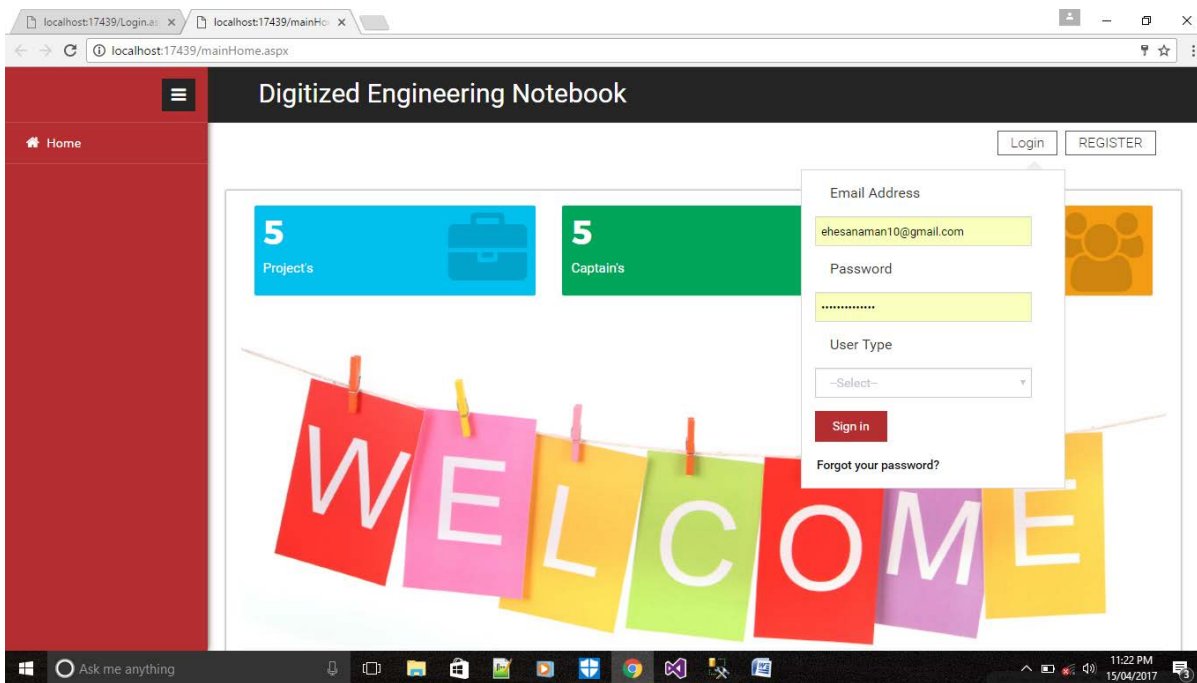 localhost:17439/Login.as
localhost:17439/mainHo
localhost:17439/mainHome.aspx
Digitized Engineering Notebook
Home
Login
REGISTER
5
Project's
5
Captain's
Email Address
ehesanaman10@gmail.com
Password
User Type
--Select--
Sign in
Forgot your password?
WELCOME
Ask me anything
11:22 PM
15/04/2017
3